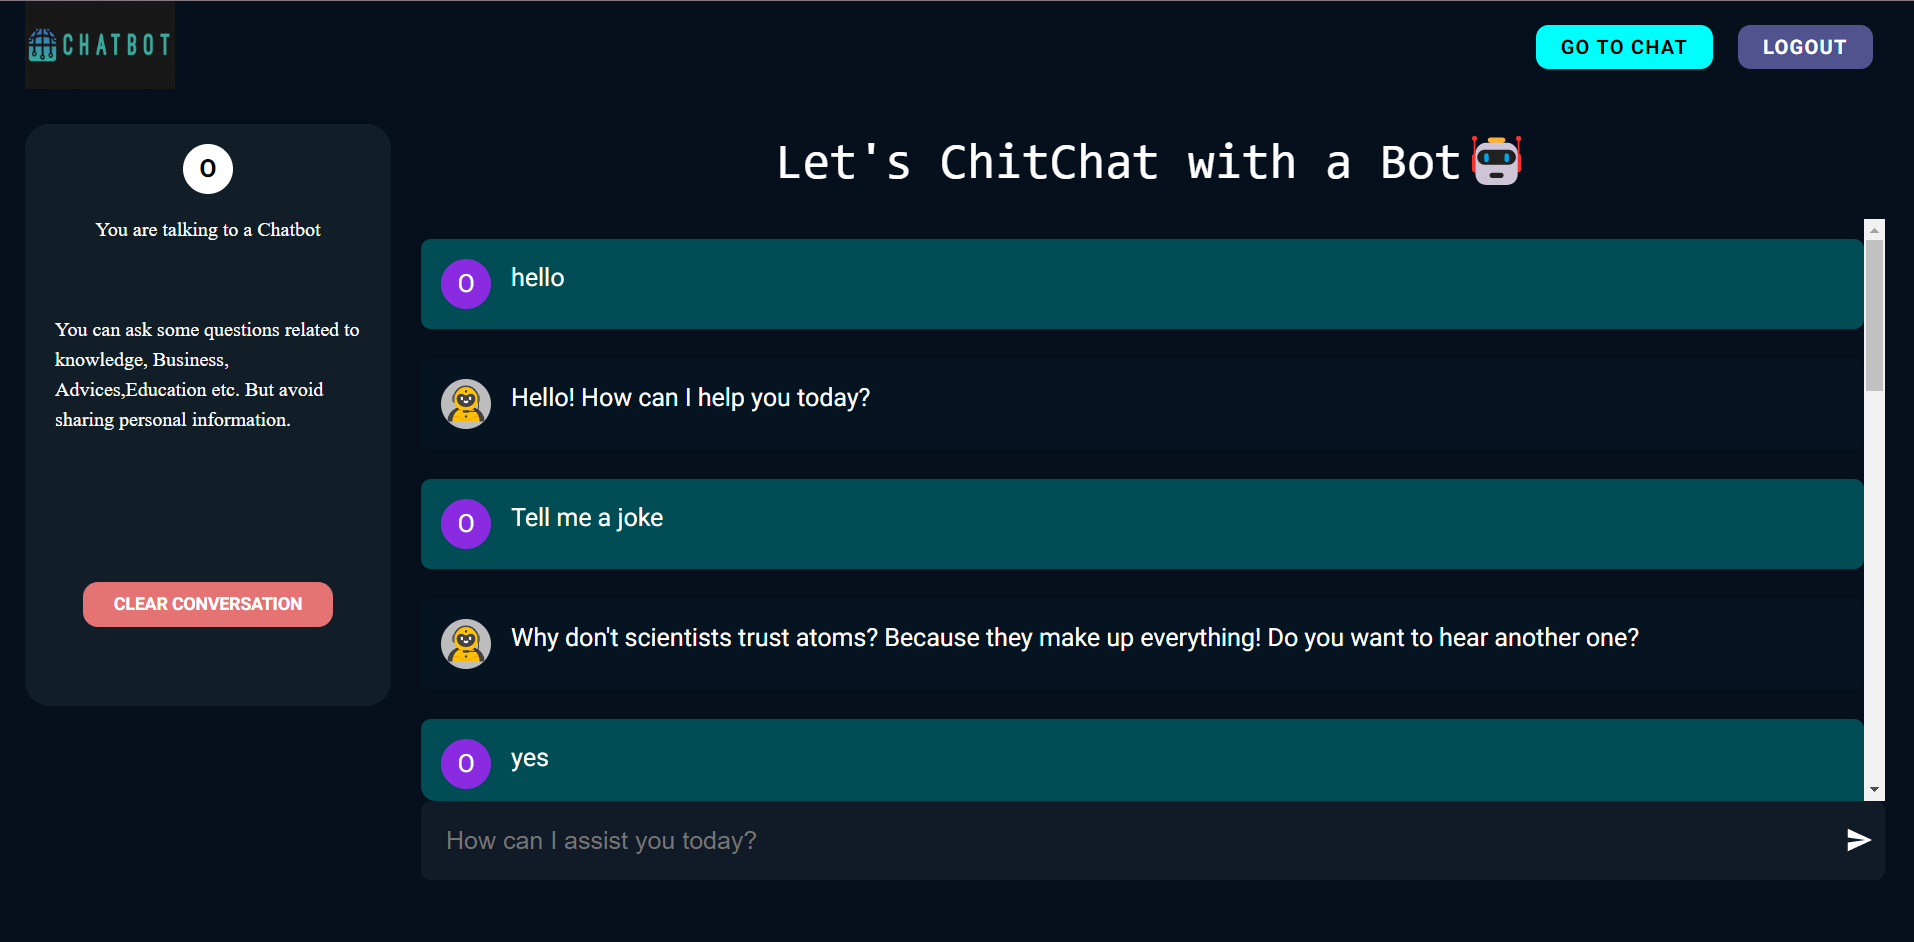 CHATBOT
GO TO CHAT
LOGOUT
O
You are talking to a Chatbot
You can ask some questions related to
knowledge, Business,
Advices,Education etc. But avoid
sharing personal information.
CLEAR CONVERSATION
Let's ChitChat with a Bot
O
hello
Hello! How can I help you today?
O
Tell me a joke
Why don't scientists trust atoms? Because they make up everything! Do you want to hear another one?
O
yes
How can I assist you today?